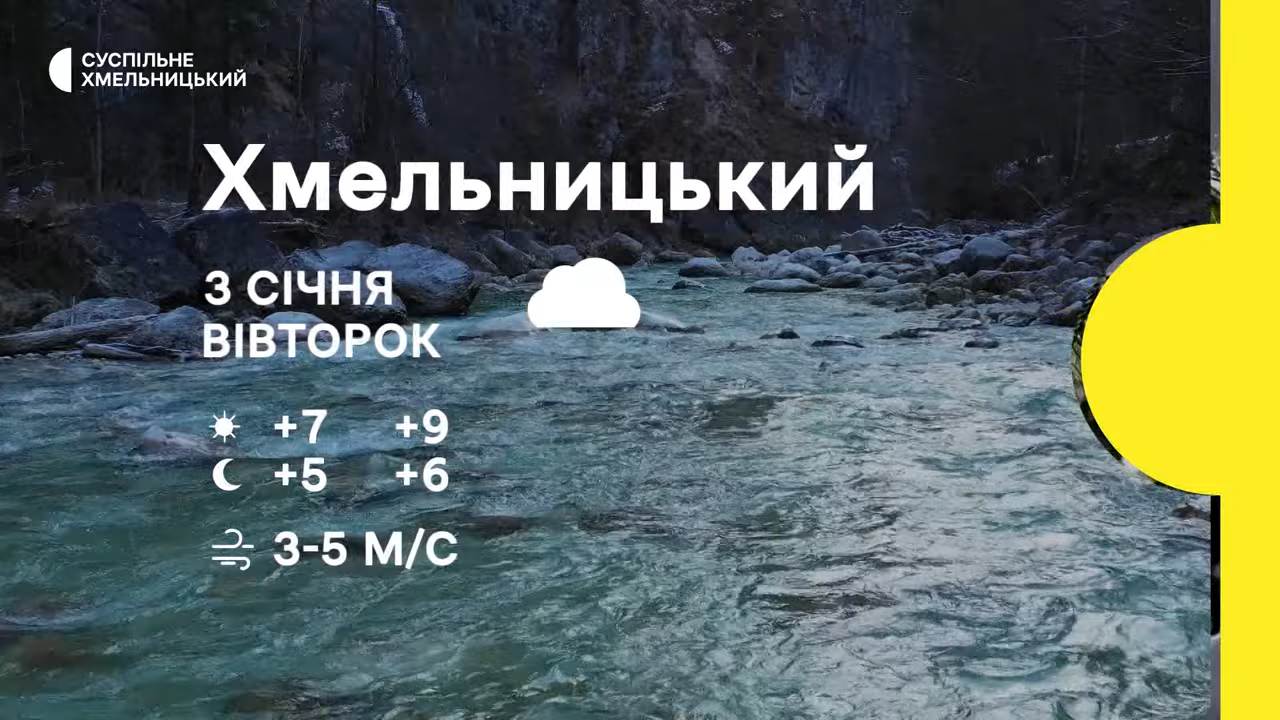 СУСПІЛЬНЕ
ХМЕЛЬНИЦЬКИЙ
Хмельницький
3 СІЧНЯ
ВІВТОРОК
+7 +9
+5 +6
3-5 М/С